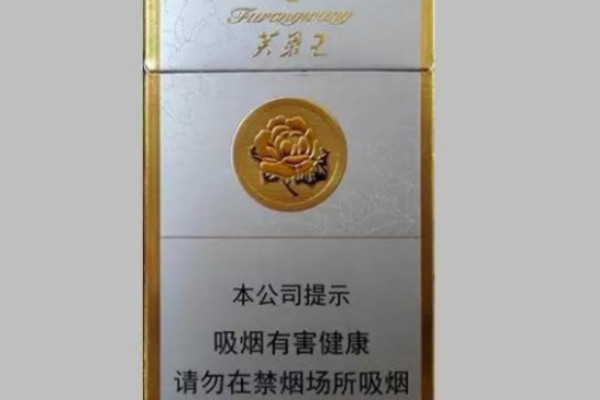 Furongwang
芙蓉王
本公司提示
吸烟有害健康
请勿在禁烟场所吸烟